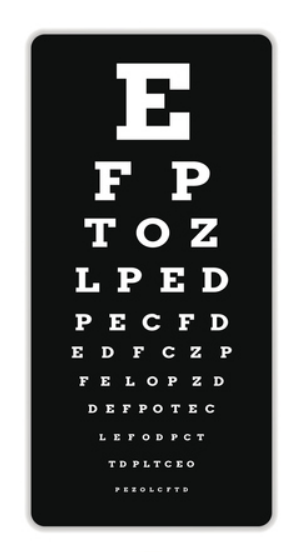 E
F P
T O Z
L P E D
P E C F D
E D F C Z P
F E L O P Z D
D E F P O T E C
L E F O D P C T
T D P L T C E O
P E Z O L C F T D